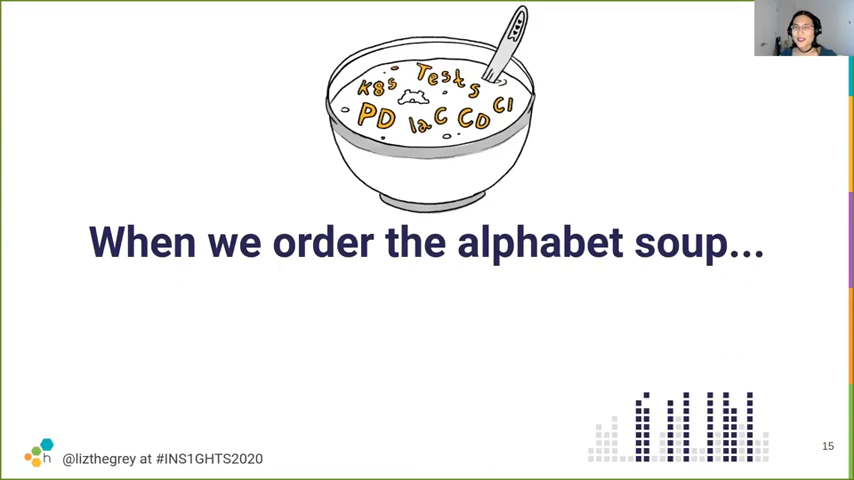 K8s Tests
PD IaC CD CI
When we order the alphabet soup...
h @lizthegrey at #INS1GHTS2020
15